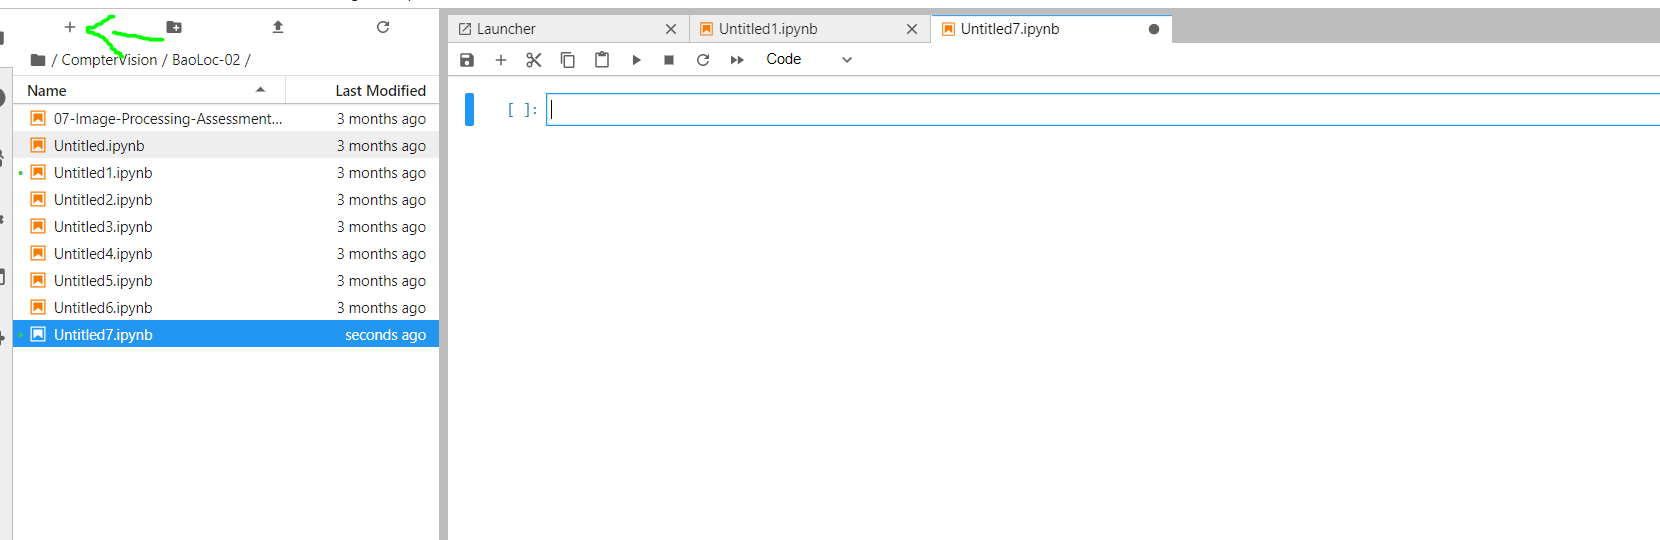 Launcher
Untitled1.ipynb
Untitled7.ipynb
/ CompterVision / BaoLoc-02 /
Code
Name Last Modified
[ ]:
07-Image-Processing-Assessment... 3 months ago
Untitled.ipynb 3 months ago
Untitled1.ipynb 3 months ago
Untitled2.ipynb 3 months ago
Untitled3.ipynb 3 months ago
Untitled4.ipynb 3 months ago
Untitled5.ipynb 3 months ago
Untitled6.ipynb 3 months ago
Untitled7.ipynb seconds ago